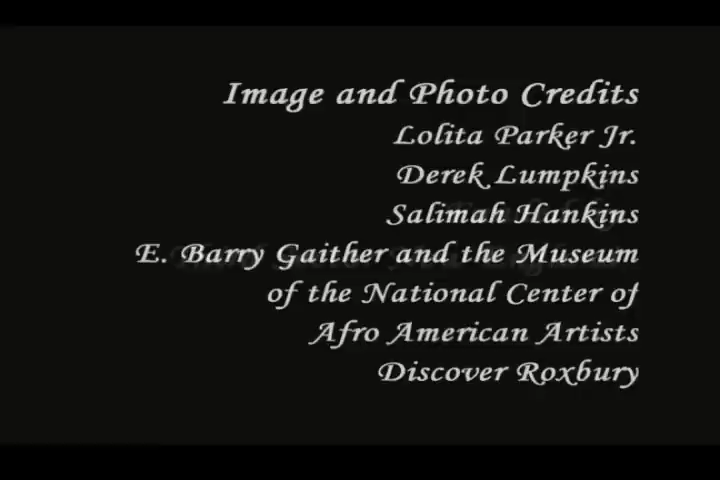 Image and Photo Credits
Lolita Parker Jr.
Derek Lumpkins
Salimah Hankins
E. Barry Gaither and the Museum
of the National Center of
Afro American Artists
Discover Roxbury